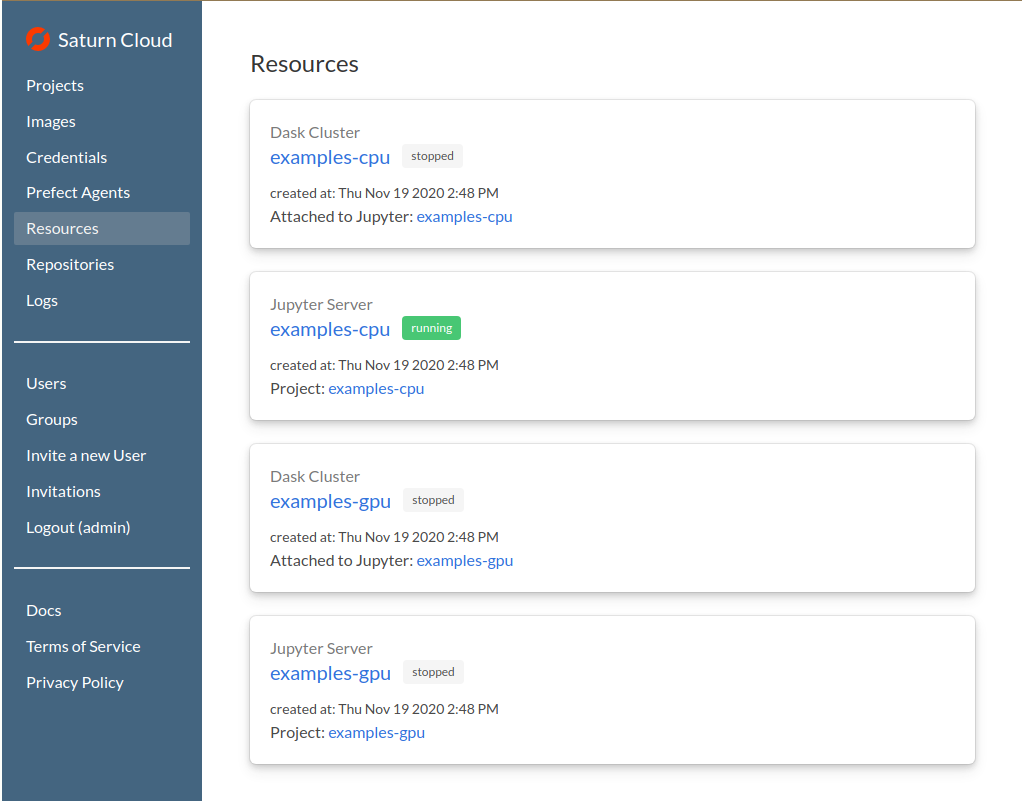 Saturn Cloud
Projects
Images
Credentials
Prefect Agents
Resources
Repositories
Logs
Users
Groups
Invite a new User
Invitations
Logout (admin)
Docs
Terms of Service
Privacy Policy
Resources
Dask Cluster
examples-cpu stopped
created at: Thu Nov 19 2020 2:48 PM
Attached to Jupyter: examples-cpu
Jupyter Server
examples-cpu running
created at: Thu Nov 19 2020 2:48 PM
Project: examples-cpu
Dask Cluster
examples-gpu stopped
created at: Thu Nov 19 2020 2:48 PM
Attached to Jupyter: examples-gpu
Jupyter Server
examples-gpu stopped
created at: Thu Nov 19 2020 2:48 PM
Project: examples-gpu